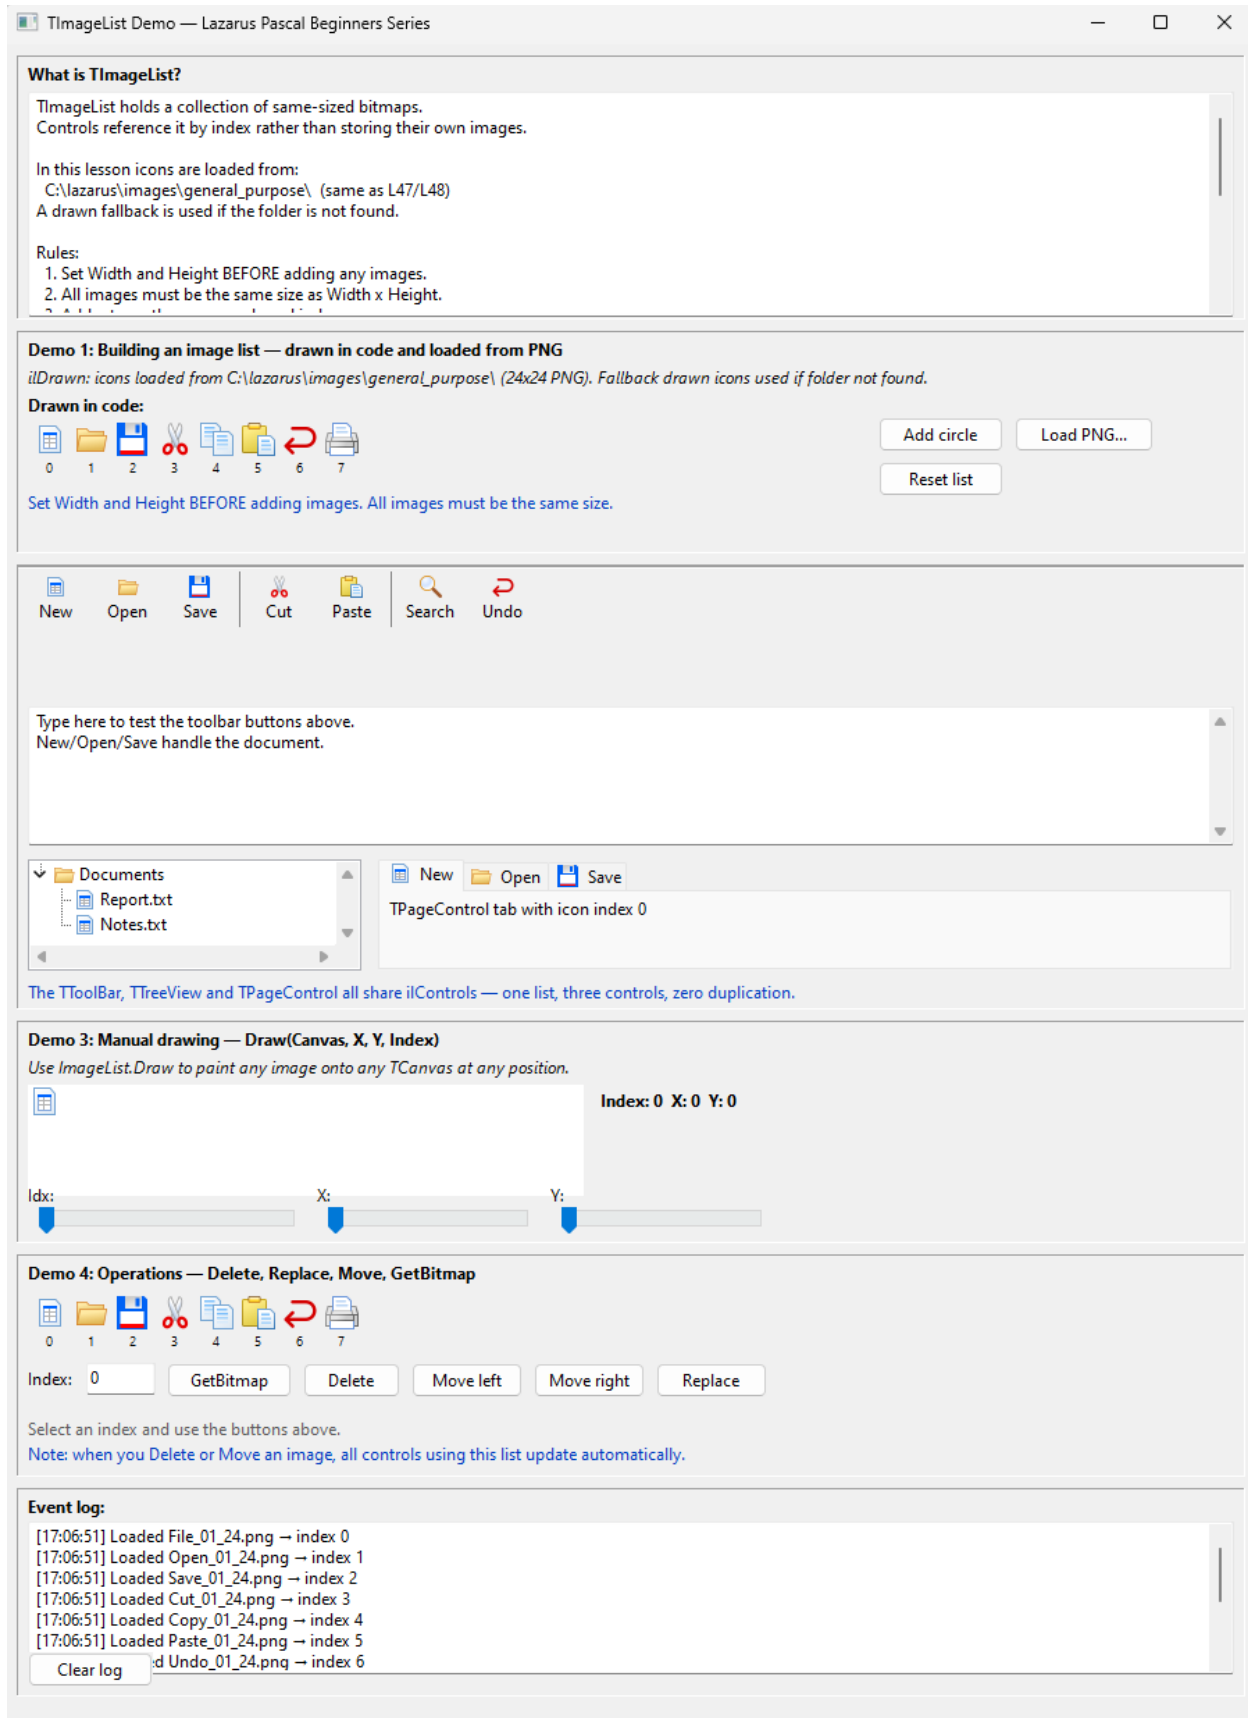 TImageList Demo — Lazarus Pascal Beginners Series
What is TImageList?
TImageList holds a collection of same-sized bitmaps.
Controls reference it by index rather than storing their own images.
In this lesson icons are loaded from:
C:\lazarus\images\general_purpose\ (same as L47/L48)
A drawn fallback is used if the folder is not found.
Rules:
1. Set Width and Height BEFORE adding any images.
2. All images must be the same size as Width x Height.
Demo 1: Building an image list — drawn in code and loaded from PNG
ilDrawn: icons loaded from C:\lazarus\images\general_purpose\ (24x24 PNG). Fallback drawn icons used if folder not found.
Drawn in code:
Add circle Load PNG...
0 1 2 3 4 5 6 7
Reset list
Set Width and Height BEFORE adding images. All images must be the same size.
New Open Save Cut Paste Search Undo
Type here to test the toolbar buttons above.
New/Open/Save handle the document.
Documents
Report.txt
Notes.txt
New Open Save
TPageControl tab with icon index 0
The TToolBar, TTreeView and TPageControl all share ilControls — one list, three controls, zero duplication.
Demo 3: Manual drawing — Draw(Canvas, X, Y, Index)
Use ImageList.Draw to paint any image onto any TCanvas at any position.
Index: 0 X: 0 Y: 0
Idx: X: Y:
Demo 4: Operations — Delete, Replace, Move, GetBitmap
0 1 2 3 4 5 6 7
Index: 0 GetBitmap Delete Move left Move right Replace
Select an index and use the buttons above.
Note: when you Delete or Move an image, all controls using this list update automatically.
Event log:
[17:06:51] Loaded File_01_24.png → index 0
[17:06:51] Loaded Open_01_24.png → index 1
[17:06:51] Loaded Save_01_24.png → index 2
[17:06:51] Loaded Cut_01_24.png → index 3
[17:06:51] Loaded Copy_01_24.png → index 4
[17:06:51] Loaded Paste_01_24.png → index 5
Undo_01_24.png → index 6
Clear log